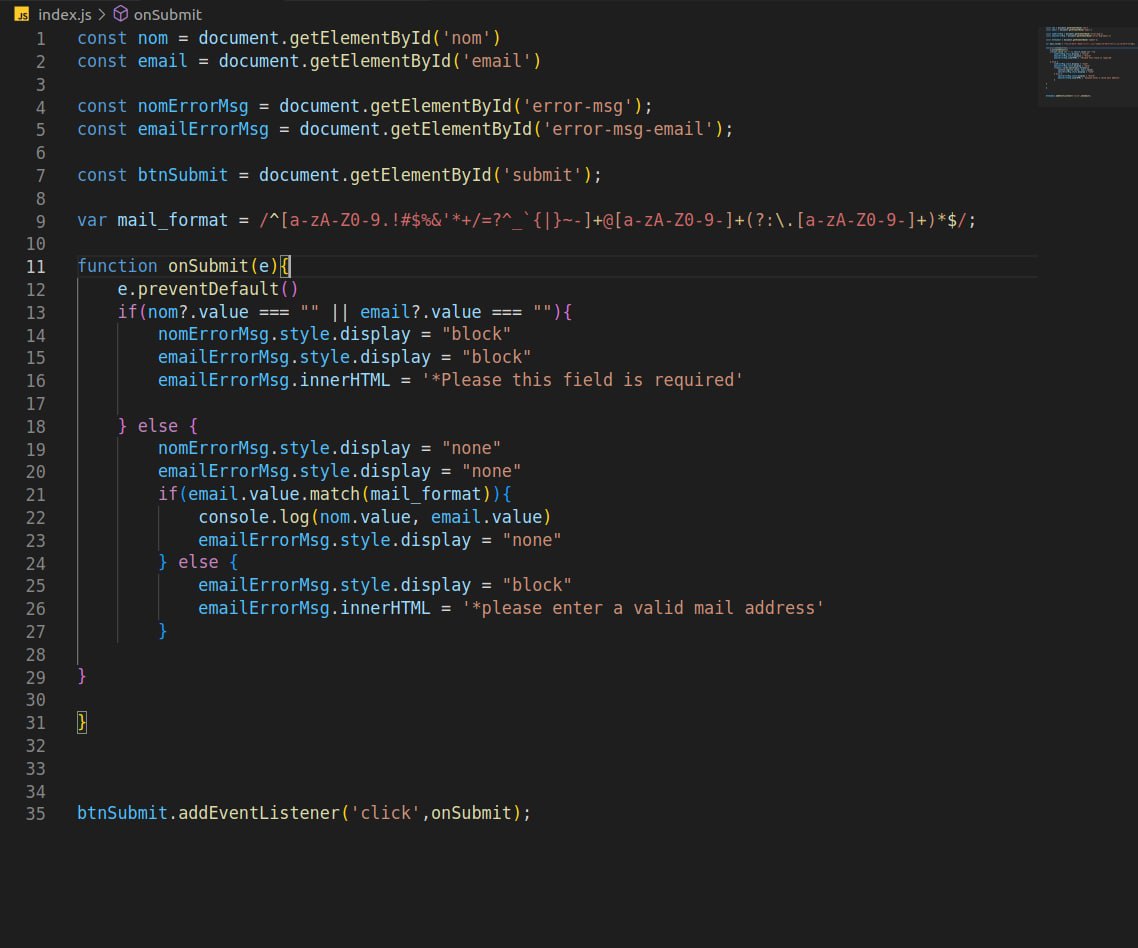 JS index.js > onSubmit
1 const nom = document.getElementById('nom')
2 const email = document.getElementById('email')
3
4 const nomErrorMsg = document.getElementById('error-msg');
5 const emailErrorMsg = document.getElementById('error-msg-email');
6
7 const btnSubmit = document.getElementById('submit');
8
9 var mail_format = /^[a-zA-Z0-9.!#$%&'*+/=?^_`{|}~-]+@[a-zA-Z0-9-]+(?:\.[a-zA-Z0-9-]+)*$/;
10
11 function onSubmit(e){
12     e.preventDefault()
13     if(nom?.value === "" || email?.value === ""){
14         nomErrorMsg.style.display = "block"
15         emailErrorMsg.style.display = "block"
16         emailErrorMsg.innerHTML = '*Please this field is required'
17
18     } else {
19         nomErrorMsg.style.display = "none"
20         emailErrorMsg.style.display = "none"
21         if(email.value.match(mail_format)){
22             console.log(nom.value, email.value)
23             emailErrorMsg.style.display = "none"
24         } else {
25             emailErrorMsg.style.display = "block"
26             emailErrorMsg.innerHTML = '*please enter a valid mail address'
27         }
28
29 }
30
31 }
32
33
34
35 btnSubmit.addEventListener('click',onSubmit);